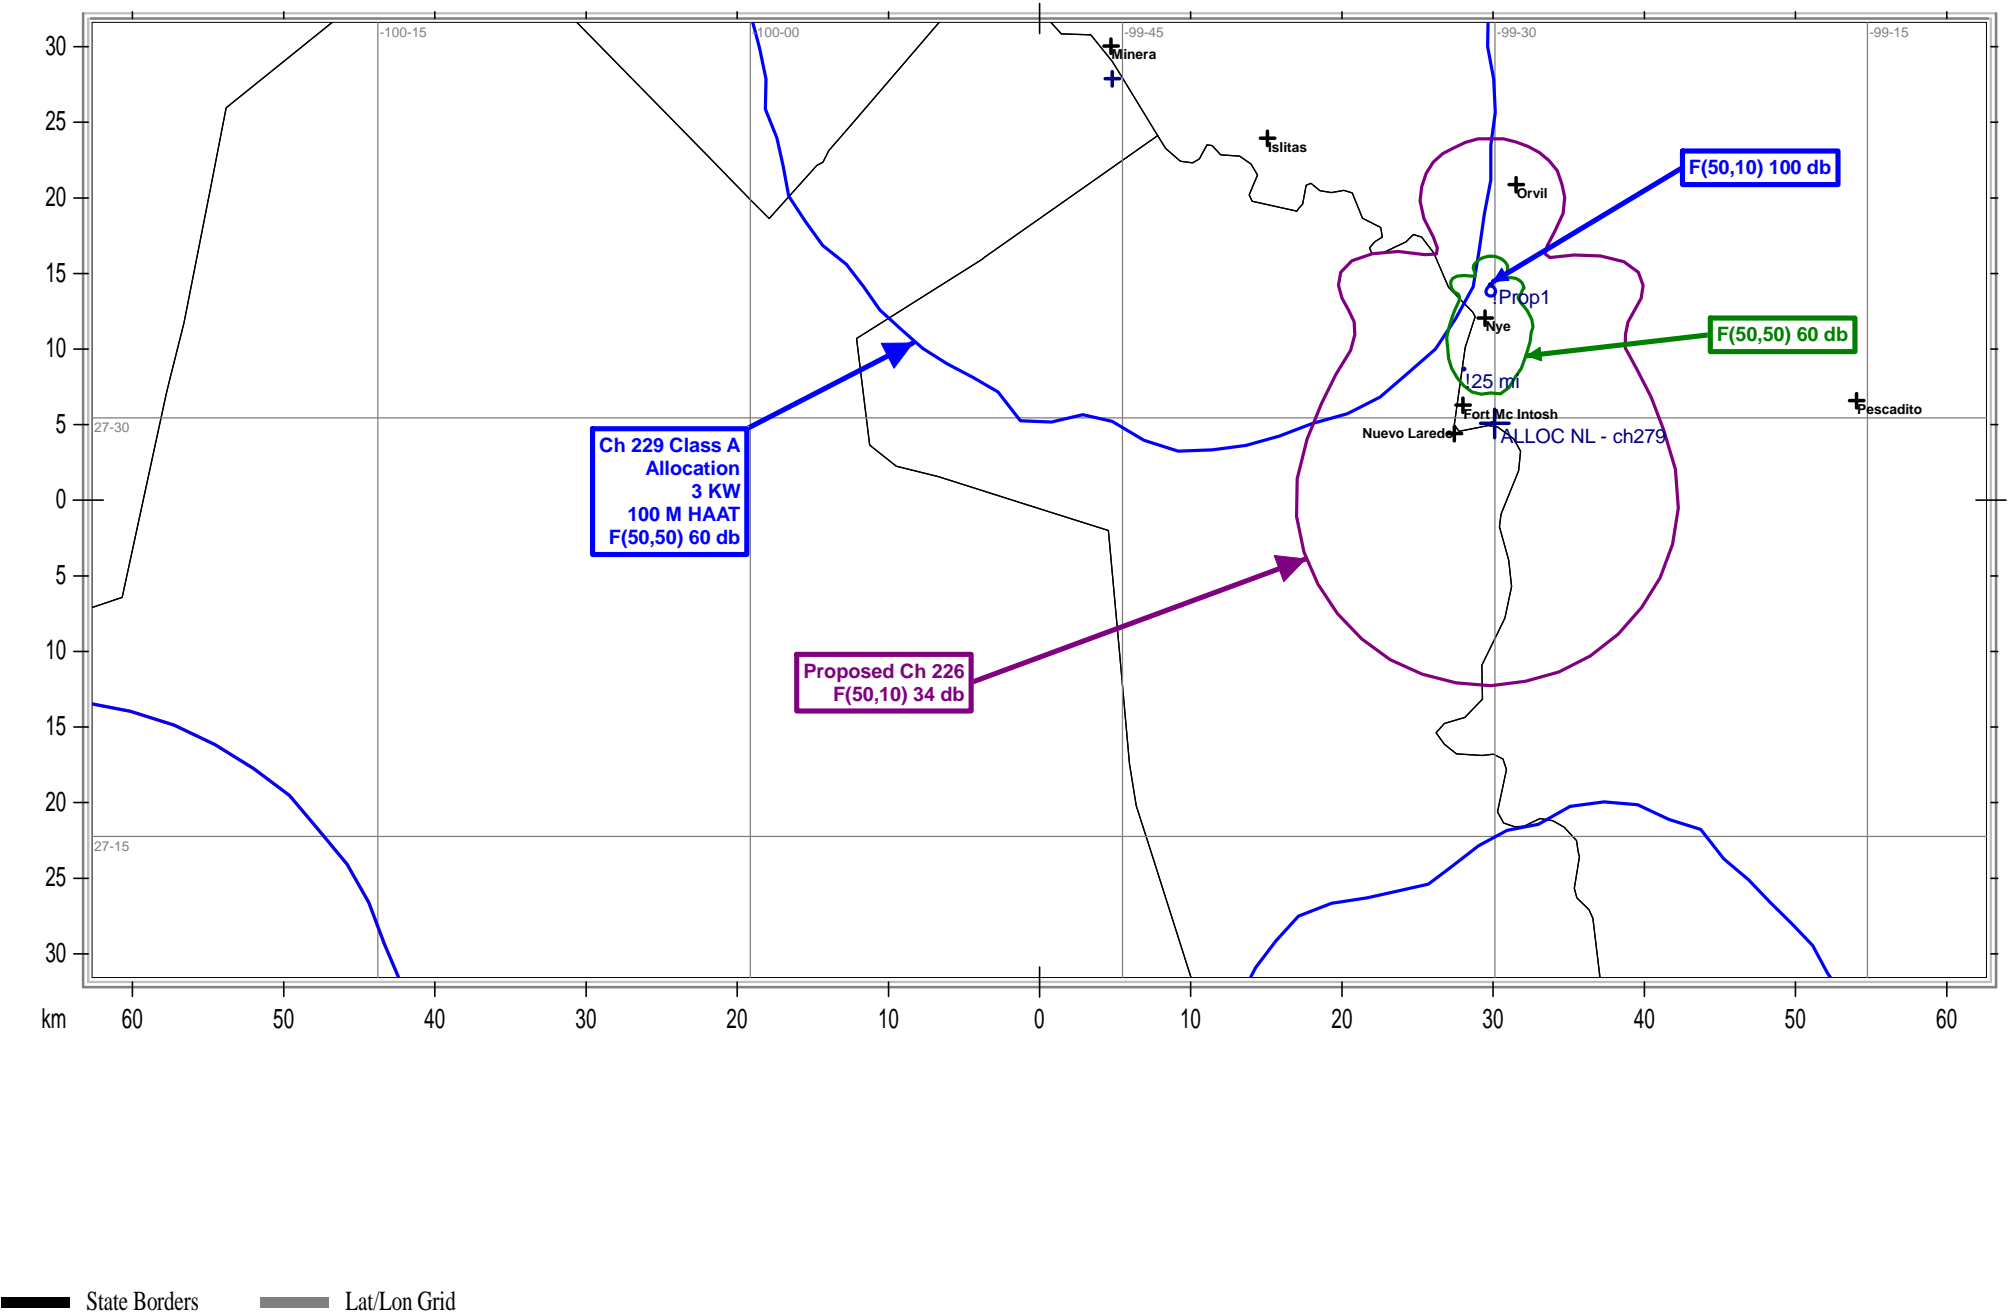 -100-15
-100-00
-99-45
-99-30
-99-15
30
Minera
25
Islitas
F(50,10) 100 db
20
Orvil
15
!Prop1
Nye
F(50,50) 60 db
10
!25 mi
Pescadito
5
27-30
Fort Mc Intosh
Nuevo Laredo
ALLOC NL - ch279
Ch 229 Class A
Allocation
3 KW
100 M HAAT
F(50,50) 60 db
0
5
10
Proposed Ch 226
F(50,10) 34 db
15
20
27-15
25
30
km 60 50 40 30 20 10 0 10 20 30 40 50 60
State Borders Lat/Lon Grid